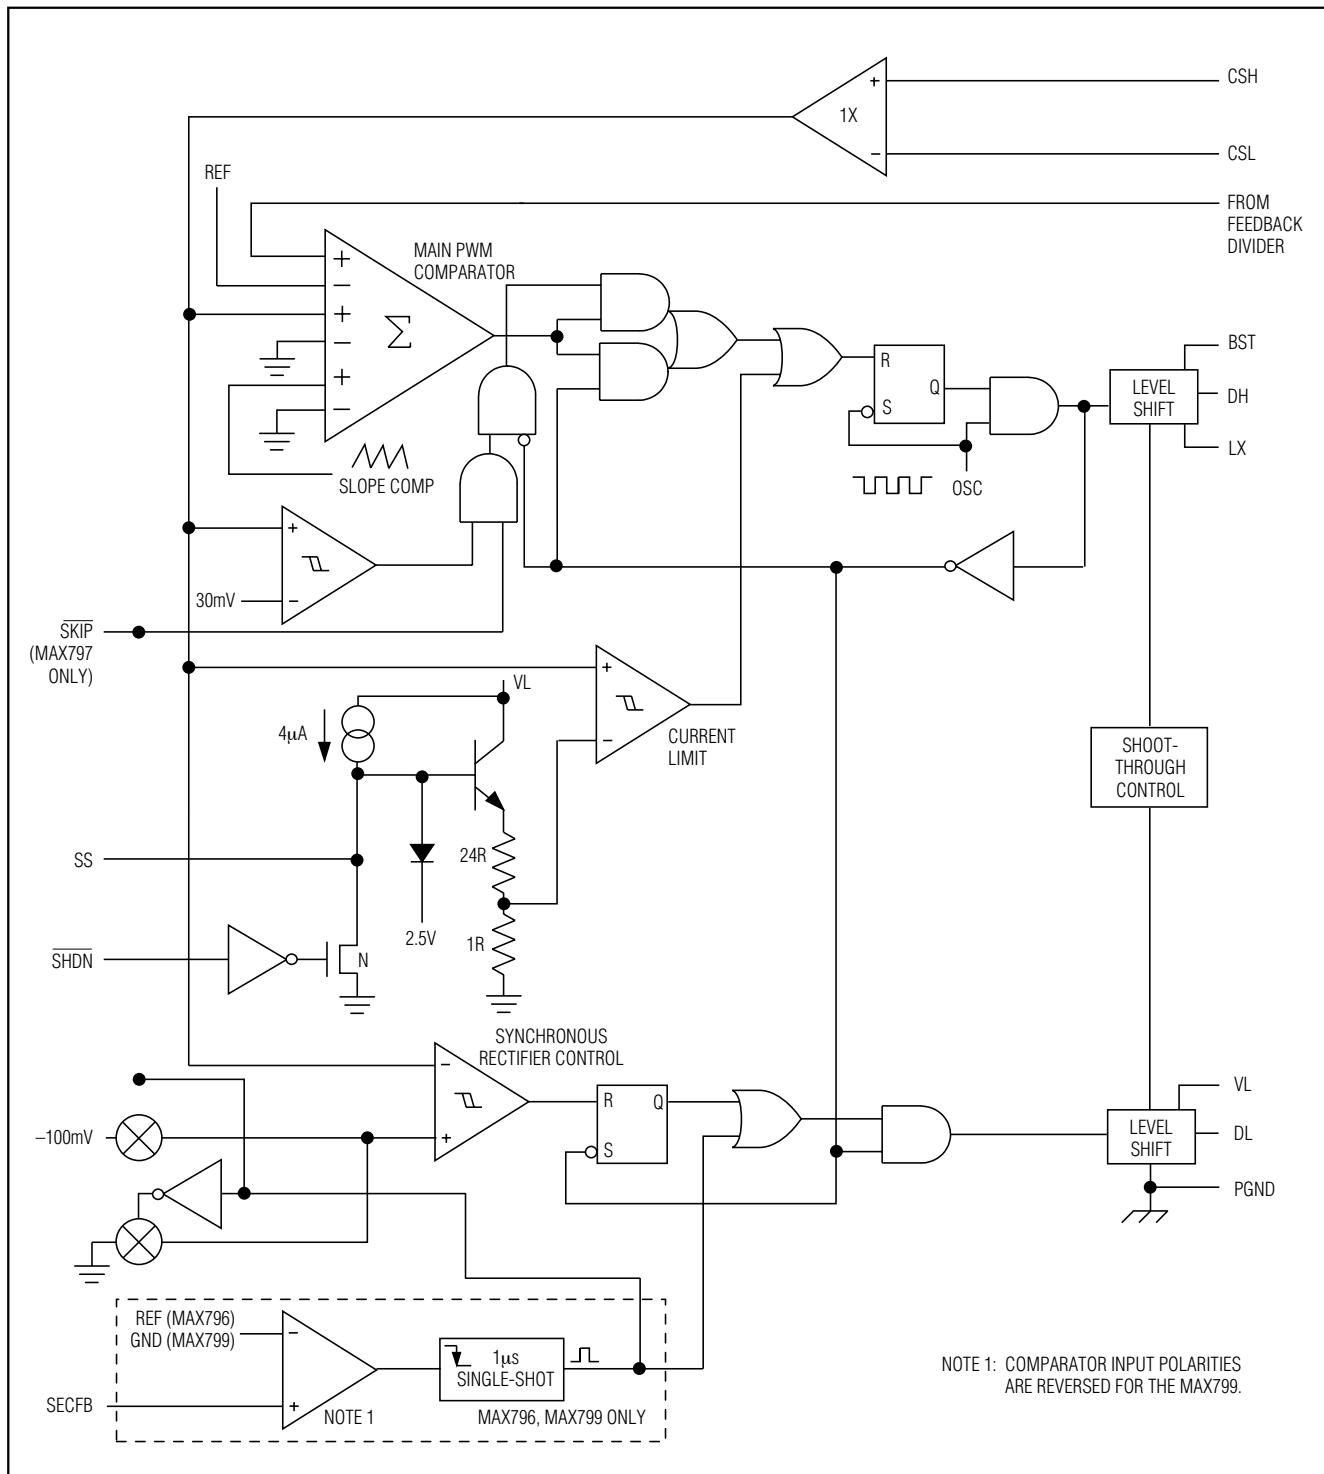 CSH
+
1X
−
CSL
REF
FROM
FEEDBACK
DIVIDER
MAIN PWM
COMPARATOR
+
−
+
−
+
−
Σ
BST
R
Q
S
LEVEL
SHIFT
DH
LX
SLOPE COMP
OSC
+
30mV
−
SKIP
(MAX797
ONLY)
+
VL
4µA
−
CURRENT
LIMIT
SHOOT-
THROUGH
CONTROL
SS
24R
2.5V
1R
SHDN
N
SYNCHRONOUS
RECTIFIER CONTROL
−
R
Q
VL
–100mV
+
S
LEVEL
SHIFT
DL
PGND
REF (MAX796)
GND (MAX799)
−
1µs
SINGLE-SHOT
SECFB
+
NOTE 1
MAX796, MAX799 ONLY
NOTE 1: COMPARATOR INPUT POLARITIES
ARE REVERSED FOR THE MAX799.